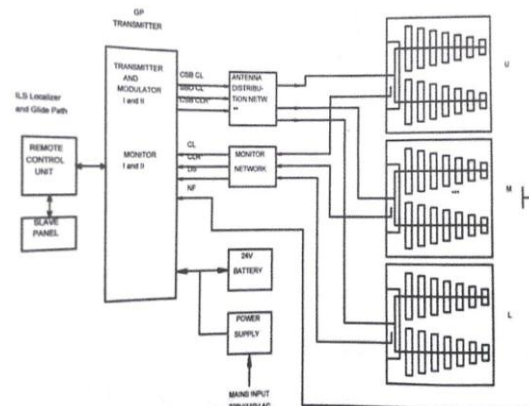 GP
TRANSMITTER
TRANSMITTER
AND
MODULATOR
I and II
MONITOR
I and II
ILS Localizer
and Glide Path
REMOTE
CONTROL
UNIT
SLAVE
PANEL
CSB CL
SBO CL
CSB CLR
ANTENNA
DISTRIBU-
TION NETW.
**
CL
CLR
DS
NF
MONITOR
NETWORK
24V
BATTERY
POWER
SUPPLY
MAINS INPUT
U
M
***
L